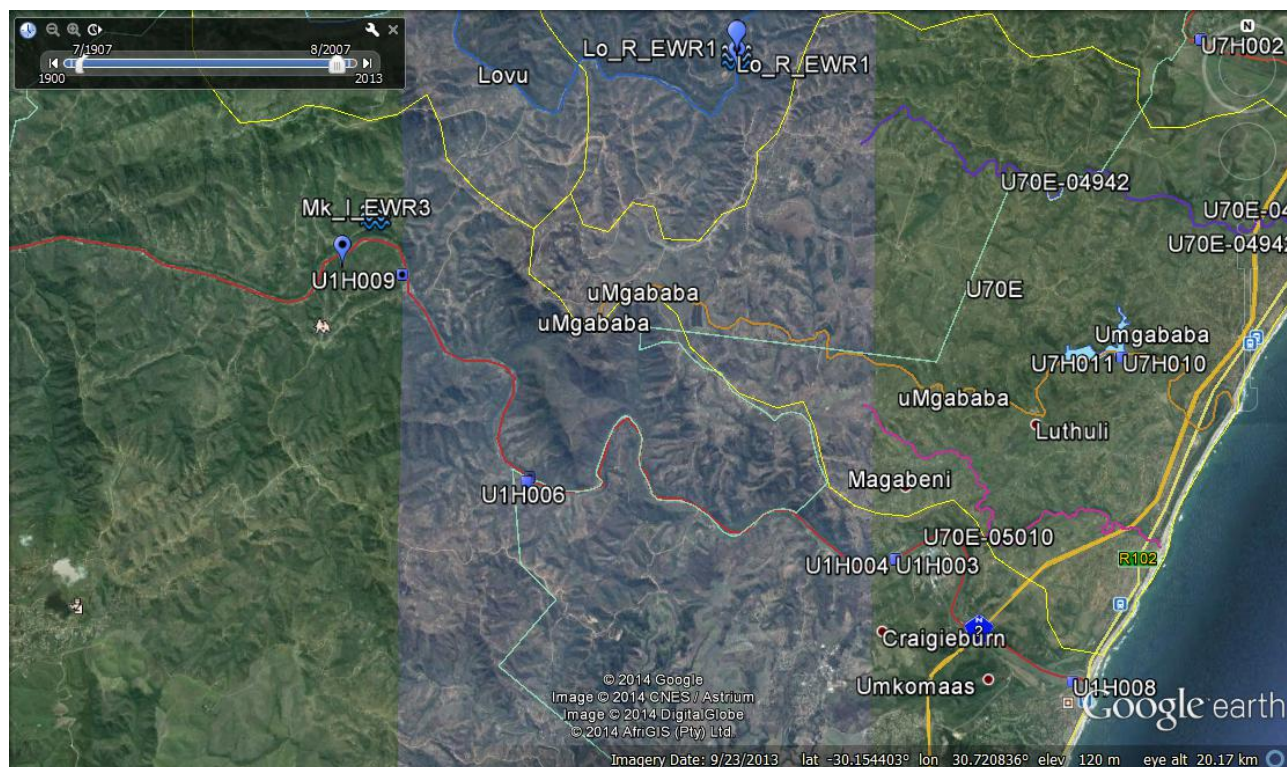 7/1907 8/2007
1900 2013
N
U7H002
Lo_R_EWR1
Lo_R_EWR1
Lovu
U70E-04942
Mk_I_EWR3
U70E-04
U70E-0494
U1H009
U70E
uMgababa
uMgababa
Umgababa
U7H011 U7H010
uMgababa
Luthuli
Magabeni
U1H006
U70E-05010
U1H004 U1H003
R102
N
2
Craigieburn
Umkomaas
U1H008
© 2014 Google
Image © 2014 CNES / Astrium
Image © 2014 DigitalGlobe
© 2014 AfriGIS (Pty) Ltd.
Google earth
Imagery Date: 9/23/2013 lat -30.154403° lon 30.720836° elev 120 m eye alt 20.17 km